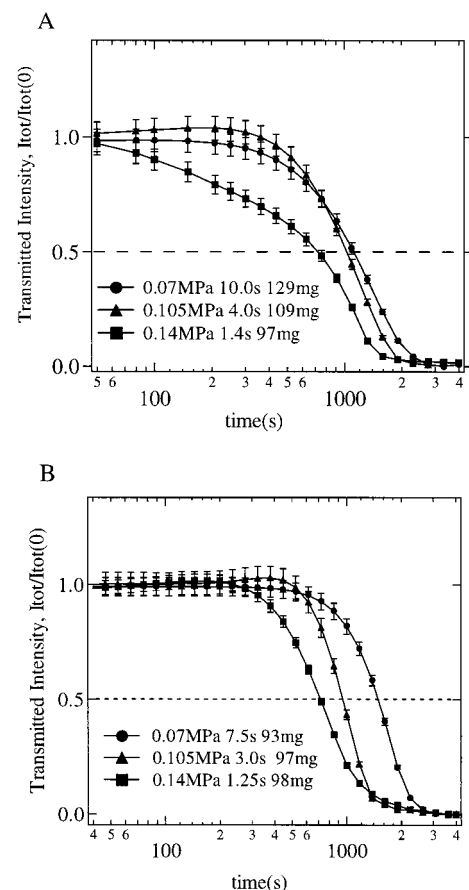 A
Transmitted Intensity, Itot/Itot(0)
1.0
0.5
0.0
0.07MPa 10.0s 129mg
0.105MPa 4.0s 109mg
0.14MPa 1.4s 97mg
5 6 100 2 3 4 5 6 1000 2 3 4
time(s)
B
Transmitted Intensity, Itot/Itot(0)
1.0
0.5
0.0
0.07MPa 7.5s 93mg
0.105MPa 3.0s 97mg
0.14MPa 1.25s 98mg
4 5 6 100 2 3 4 5 6 1000 2 3 4
time(s)